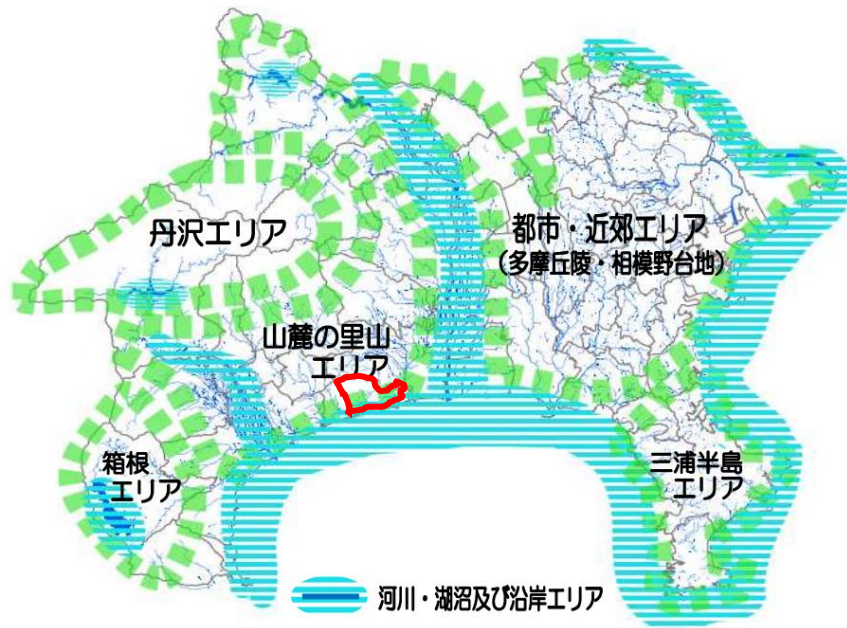 丹沢エリア
都市・近郊エリア
（多摩丘陵・相模野台地）
山麓の里山
エリア
箱根
エリア
三浦半島
エリア
河川・湖沼及び沿岸エリア